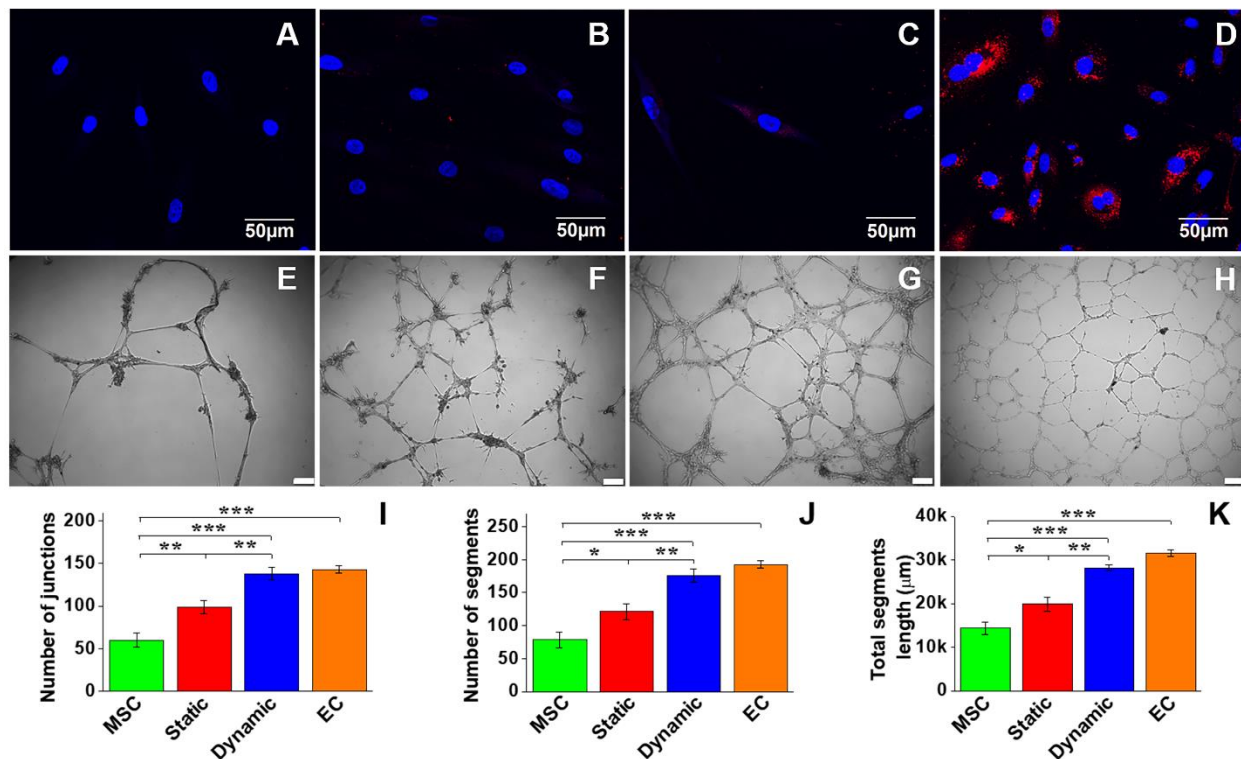 A
B
C
D
50μm
50μm
50μm
50μm
E
F
G
H
I
Number of junctions
200
150
100
50
0
***
***
**
**
MSC
Static
Dynamic
EC
J
Number of segments
250
200
150
100
50
0
***
***
*
**
MSC
Static
Dynamic
EC
K
Total segments
length (μm)
40k
30k
20k
10k
0
***
***
*
**
MSC
Static
Dynamic
EC